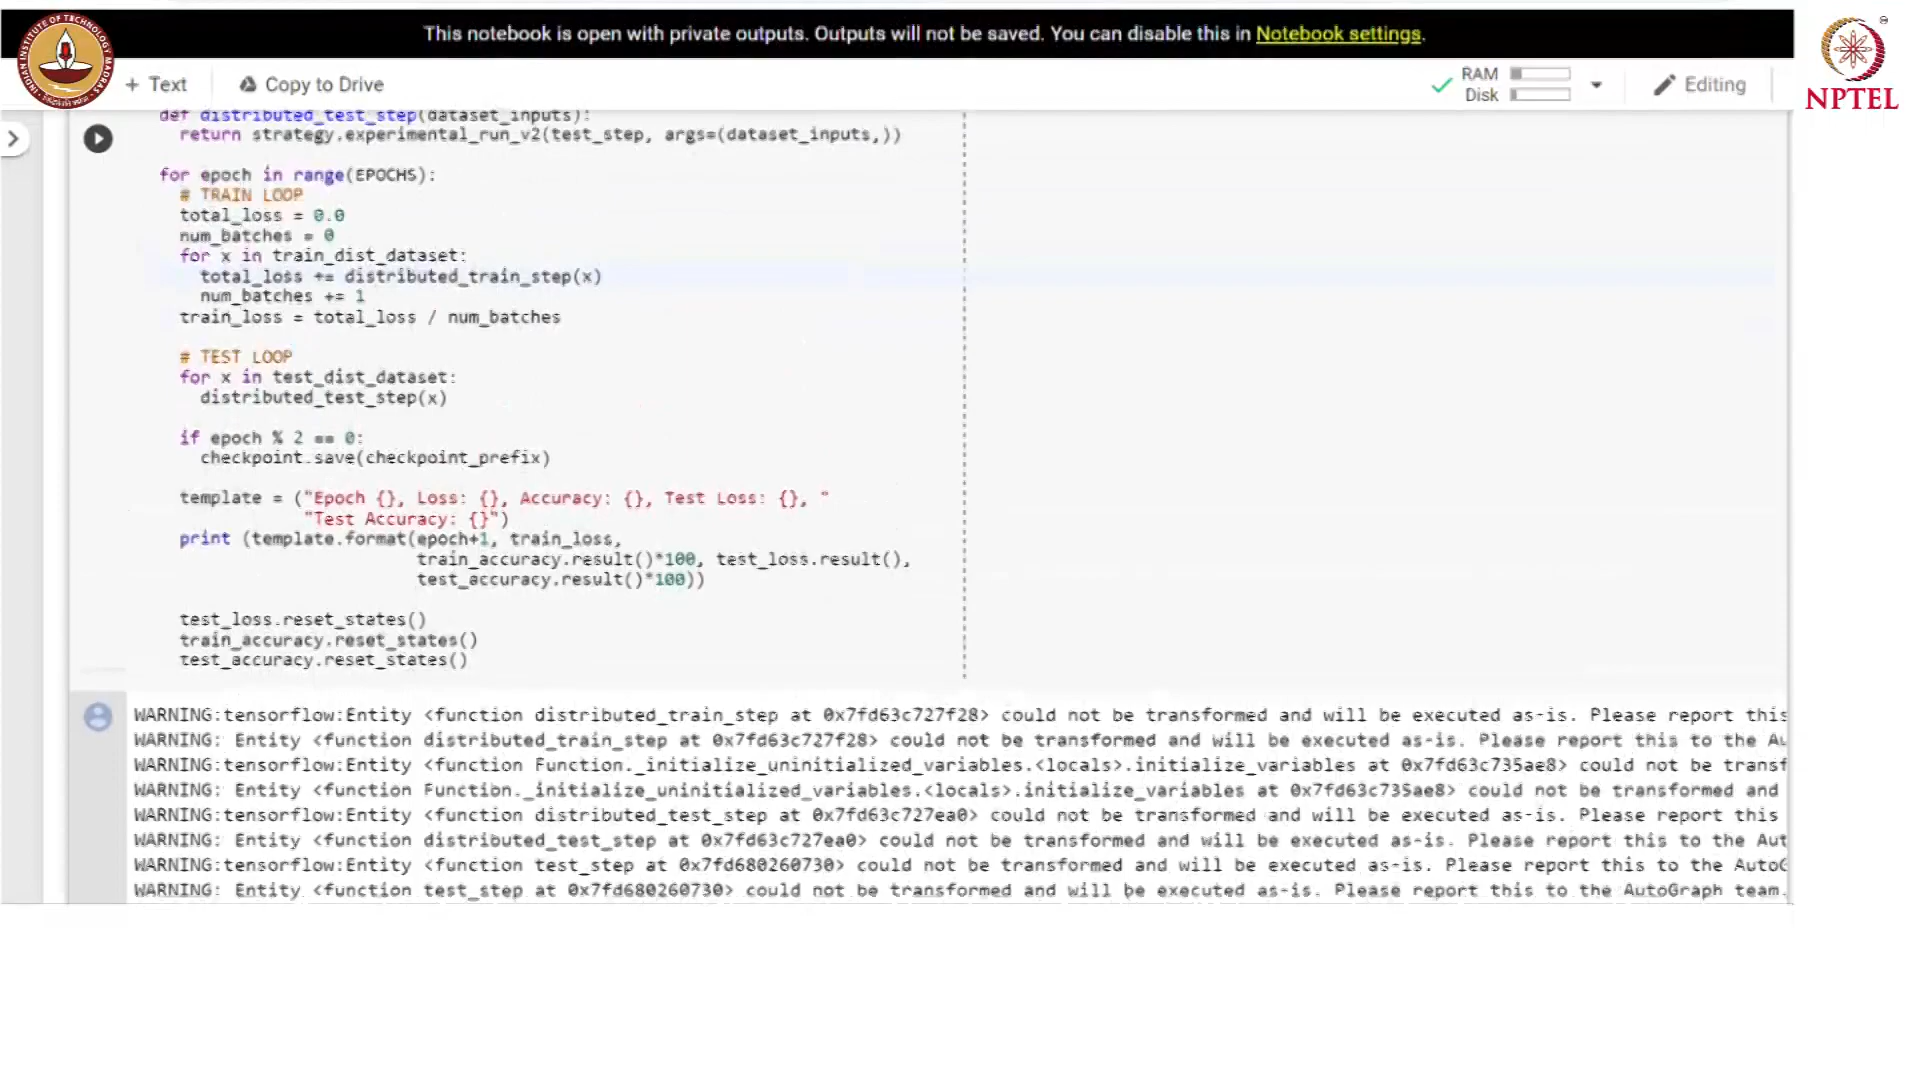 This notebook is open with private outputs. Outputs will not be saved. You can disable this in Notebook settings.
+ Text
Copy to Drive
RAM
Disk
Editing
NPTEL
INDIAN INSTITUTE OF TECHNOLOGY MADRAS
def distributed_test_step(dataset_inputs):
return strategy.experimental_run_v2(test_step, args=(dataset_inputs,))
for epoch in range(EPOCHS):
# TRAIN LOOP
total_loss = 0.0
num_batches = 0
for x in train_dist_dataset:
total_loss += distributed_train_step(x)
num_batches += 1
train_loss = total_loss / num_batches
# TEST LOOP
for x in test_dist_dataset:
distributed_test_step(x)
if epoch % 2 == 0:
checkpoint.save(checkpoint_prefix)
template = ("Epoch {}, Loss: {}, Accuracy: {}, Test Loss: {}, "
"Test Accuracy: {}")
print (template.format(epoch+1, train_loss,
train_accuracy.result()*100, test_loss.result(),
test_accuracy.result()*100))
test_loss.reset_states()
train_accuracy.reset_states()
test_accuracy.reset_states()
WARNING:tensorflow:Entity <function distributed_train_step at 0x7fd63c727f28> could not be transformed and will be executed as-is. Please report this
WARNING: Entity <function distributed_train_step at 0x7fd63c727f28> could not be transformed and will be executed as-is. Please report this to the Au
WARNING:tensorflow:Entity <function Function._initialize_uninitialized_variables.<locals>.initialize_variables at 0x7fd63c735ae8> could not be transf
WARNING: Entity <function Function._initialize_uninitialized_variables.<locals>.initialize_variables at 0x7fd63c735ae8> could not be transformed and
WARNING:tensorflow:Entity <function distributed_test_step at 0x7fd63c727ea0> could not be transformed and will be executed as-is. Please report this
WARNING: Entity <function distributed_test_step at 0x7fd63c727ea0> could not be transformed and will be executed as-is. Please report this to the Aut
WARNING:tensorflow:Entity <function test_step at 0x7fd680260730> could not be transformed and will be executed as-is. Please report this to the AutoG
WARNING: Entity <function test_step at 0x7fd680260730> could not be transformed and will be executed as-is. Please report this to the AutoGraph team.